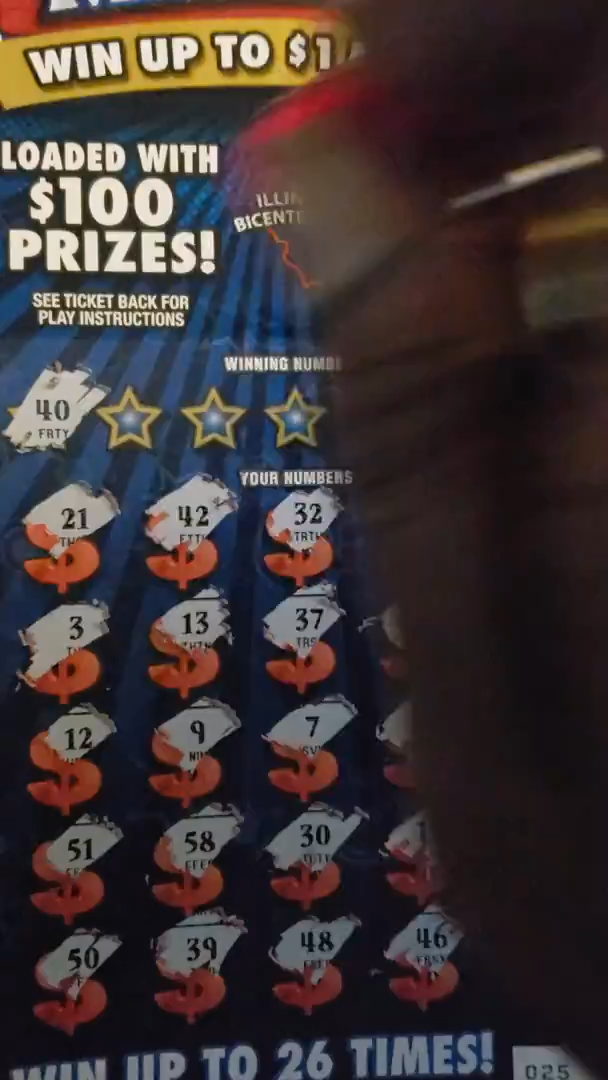 WIN UP TO $1
LOADED WITH
$100
PRIZES!
SEE TICKET BACK FOR
PLAY INSTRUCTIONS
WINNING
40
FRTY
YOUR NUMBERS
21 42 32
3 13 37
12 9 7
51 58 30
50 39 48 46
WIN UP TO 26 TIMES!
025